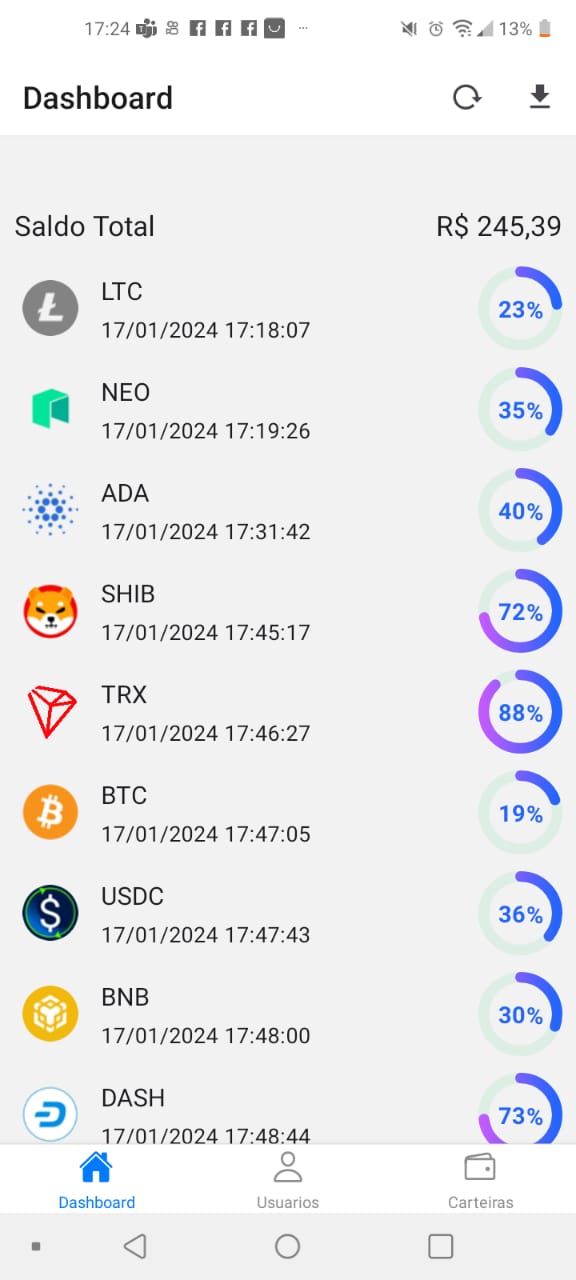 17:24 13%
Dashboard
Saldo Total R$ 245,39
LTC
17/01/2024 17:18:07
23%
NEO
17/01/2024 17:19:26
35%
ADA
17/01/2024 17:31:42
40%
SHIB
17/01/2024 17:45:17
72%
TRX
17/01/2024 17:46:27
88%
BTC
17/01/2024 17:47:05
19%
USDC
17/01/2024 17:47:43
36%
BNB
17/01/2024 17:48:00
30%
DASH
17/01/2024 17:48:44
73%
Dashboard Usuarios Carteiras